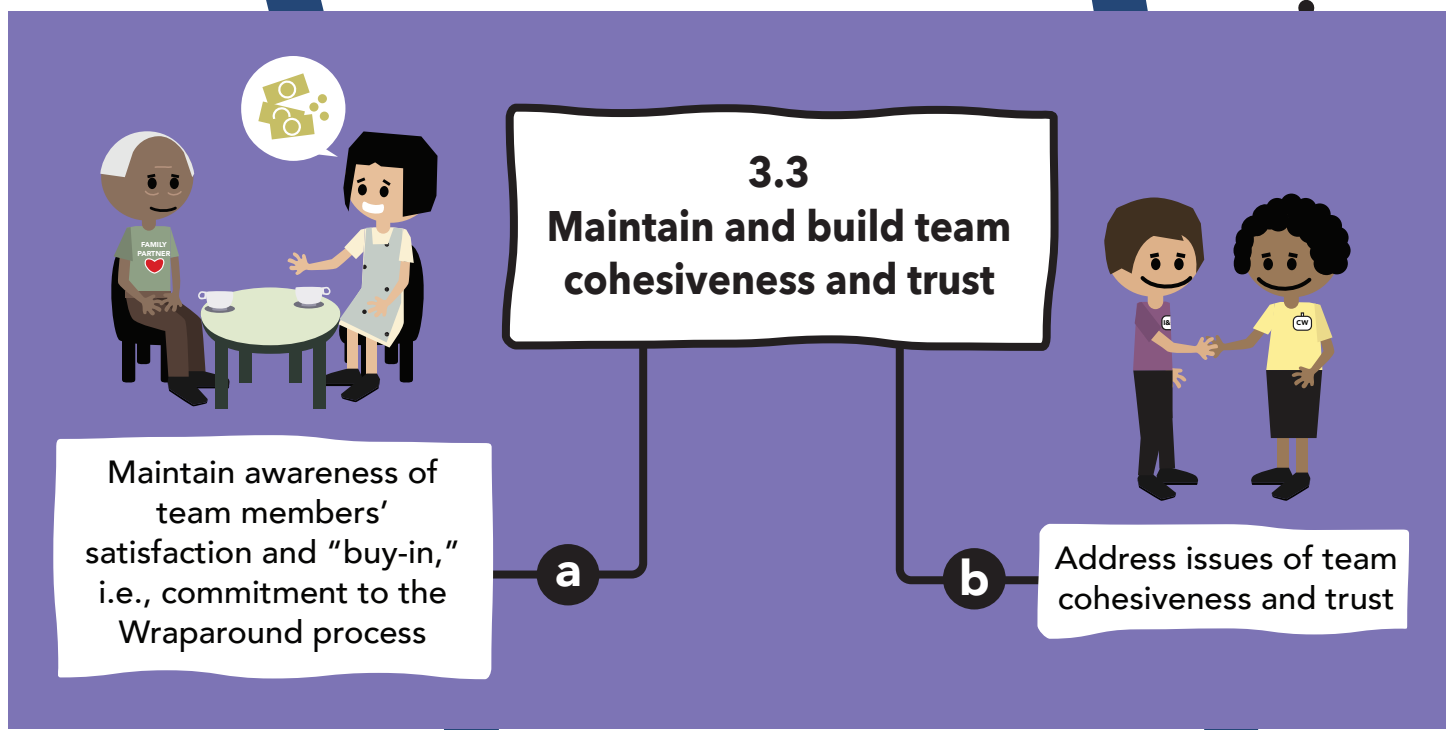 3.3
Maintain and build team
cohesiveness and trust
FAMILY
PARTNER
CW
Maintain awareness of
team members’
satisfaction and “buy-in,”
i.e., commitment to the
Wraparound process
a
b
Address issues of team
cohesiveness and trust